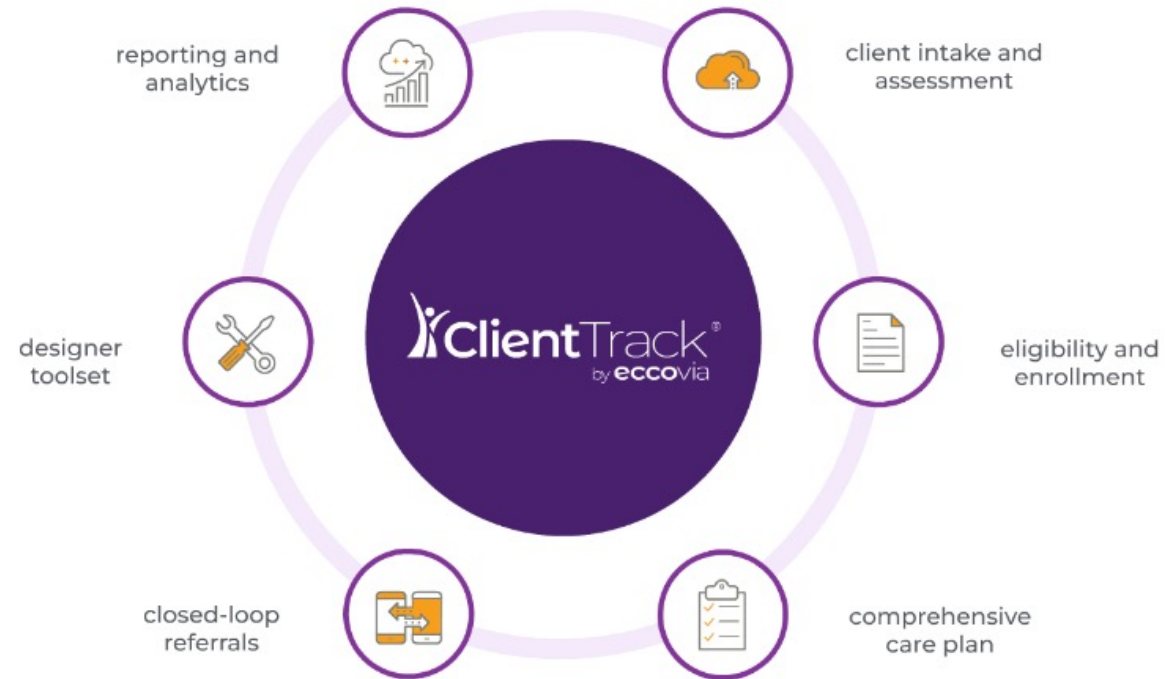 reporting and
analytics
client intake and
assessment
designer
toolset
ClientTrack®
by eccovia
eligibility and
enrollment
closed-loop
referrals
comprehensive
care plan